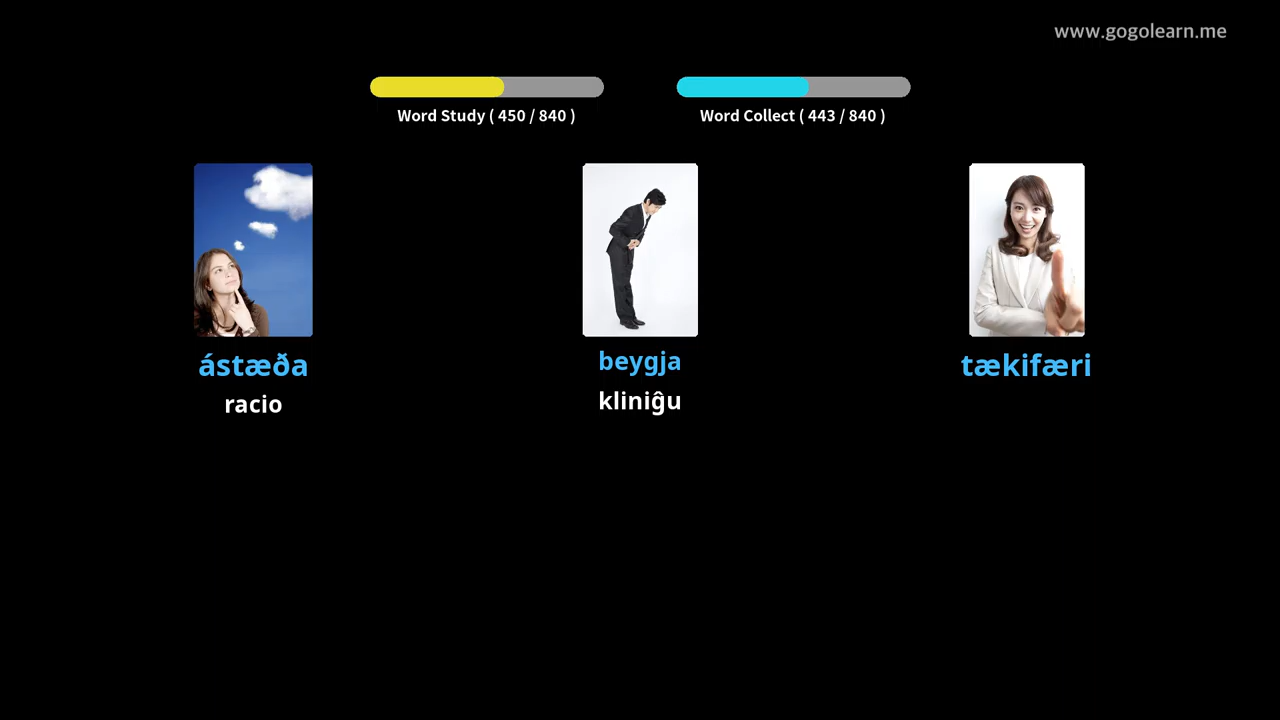 www.gogolearn.me
Word Study ( 450 / 840 )
Word Collect ( 443 / 840 )
ástæða
racio
beygja
kliniĝu
tækifæri